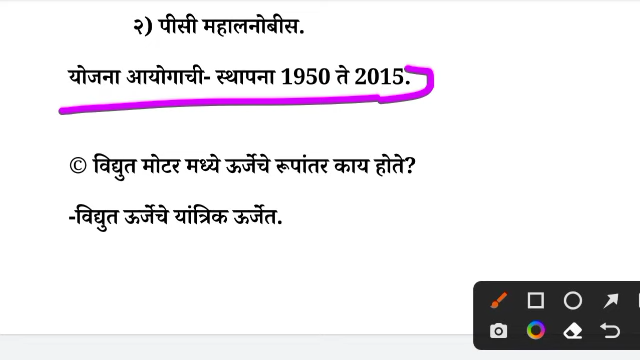 २) पीसी महालनोबीस.
योजना आयोगाची- स्थापना 1950 ते 2015.
© विद्युत मोटर मध्ये ऊर्जेचे रूपांतर काय होते?
-विद्युत ऊर्जेचे यांत्रिक ऊर्जेत.